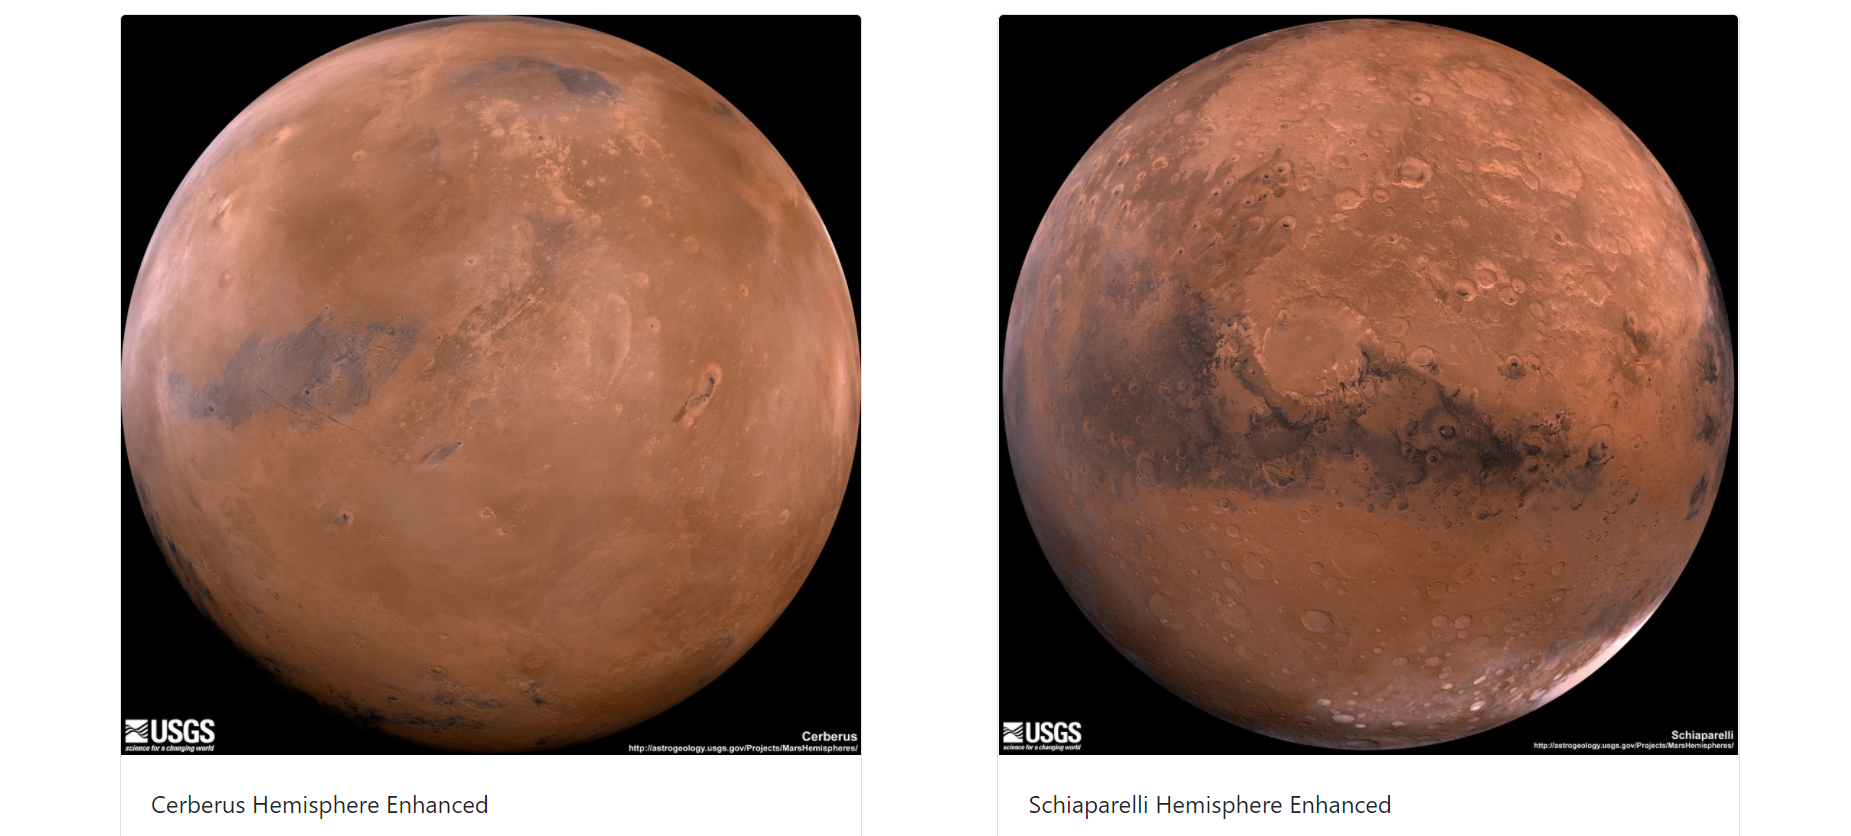 USGS
science for a changing world
Cerberus
http://astrogeology.usgs.gov/Projects/MarsHemispheres/
Cerberus Hemisphere Enhanced
USGS
science for a changing world
Schiaparelli
http://astrogeology.usgs.gov/Projects/MarsHemispheres/
Schiaparelli Hemisphere Enhanced